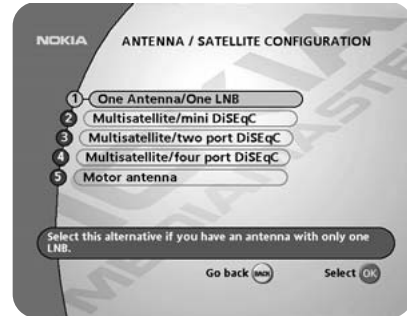 NOKIA
ANTENNA / SATELLITE CONFIGURATION
1 One Antenna/One LNB
2 Multisatellite/mini DiSEqC
3 Multisatellite/two port DiSEqC
4 Multisatellite/four port DiSEqC
5 Motor antenna
Select this alternative if you have an antenna with only one
LNB.
Go back BACK Select OK
NOKIA
MEDIAMASTER